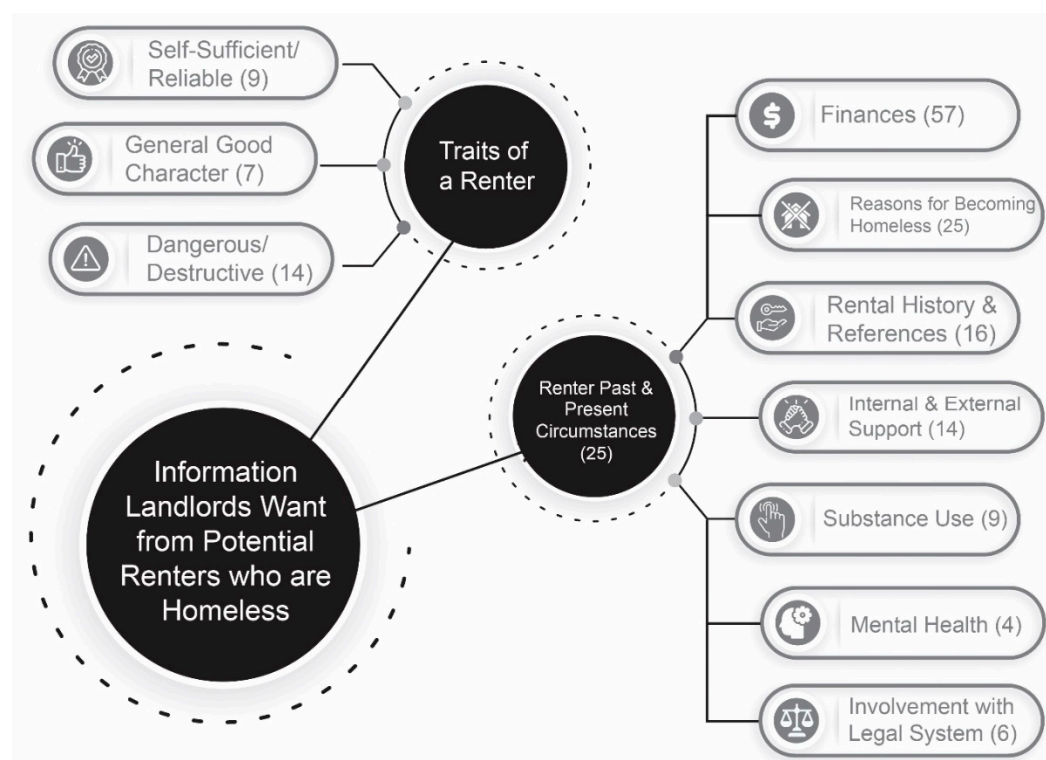 Self-Sufficient/
Reliable (9)
General Good
Character (7)
Dangerous/
Destructive (14)
Traits of
a Renter
Information
Landlords Want
from Potential
Renters who are
Homeless
Renter Past &
Present
Circumstances
(25)
Finances (57)
Reasons for Becoming
Homeless (25)
Rental History &
References (16)
Internal & External
Support (14)
Substance Use (9)
Mental Health (4)
Involvement with
Legal System (6)